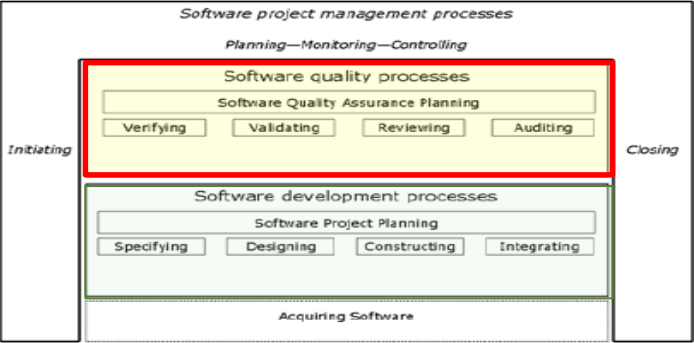 Software project management processes
Planning—Monitoring—Controlling
Software quality processes
Software Quality Assurance Planning
Verifying Validating Reviewing Auditing
Initiating
Closing
Software development processes
Software Project Planning
Specifying Designing Constructing Integrating
Acquiring Software